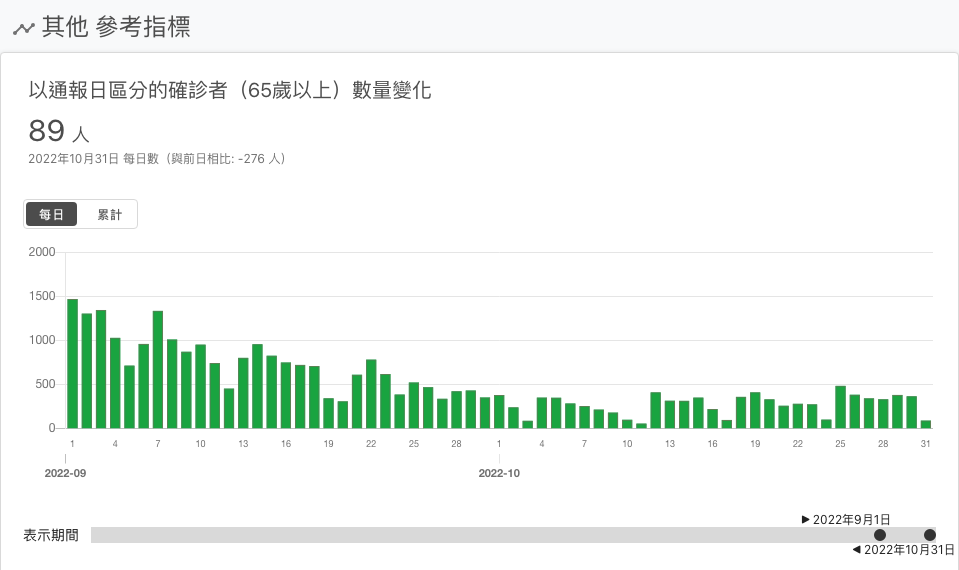 其他 參考指標
以通報日區分的確診者（65歲以上）數量變化
89 人
2022年10月31日 每日數（與前日相比: -276 人）
每日 累計
2000
1500
1000
500
0
1 4 7 10 13 16 19 22 25 28 1 4 7 10 13 16 19 22 25 28 31
2022-09 2022-10
▶ 2022年9月1日
表示期間
◀ 2022年10月31日